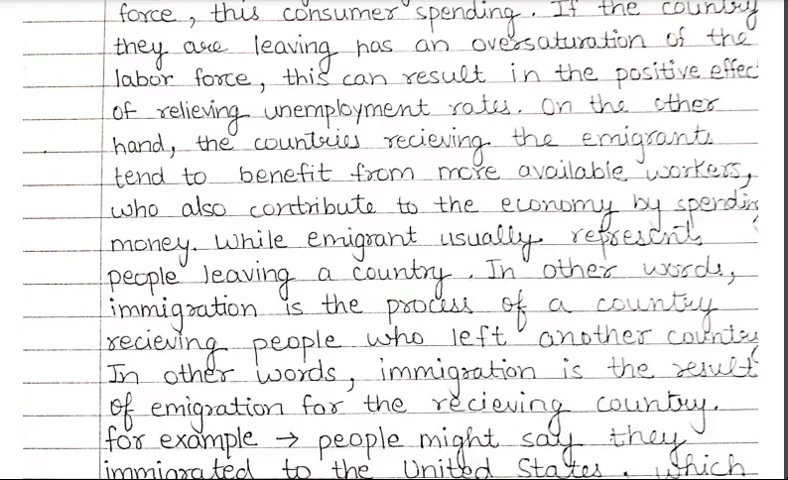 force, this consumer spending. If the country
they are leaving has an oversaturation of the
labor force, this can result in the positive effec
of relieving unemployment rates. On the other
hand, the countries recieving the emigrants
tend to benefit from more available workers,
who also contribute to the economy by spendin
money. While emigrant usually represents
people leaving a country. In other words,
immigration is the process of a country
recieving people who left another country
In other words, immigration is the result
of emigration for the recieving country.
for example → people might say they
immigrated to the United States. which